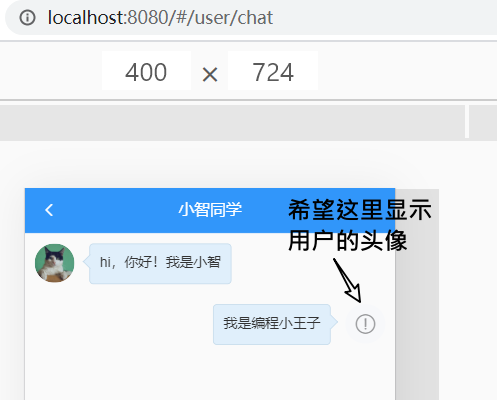 localhost:8080/#/user/chat
400 × 724
小智同学
希望这里显示
用户的头像
hi，你好！我是小智
我是编程小王子